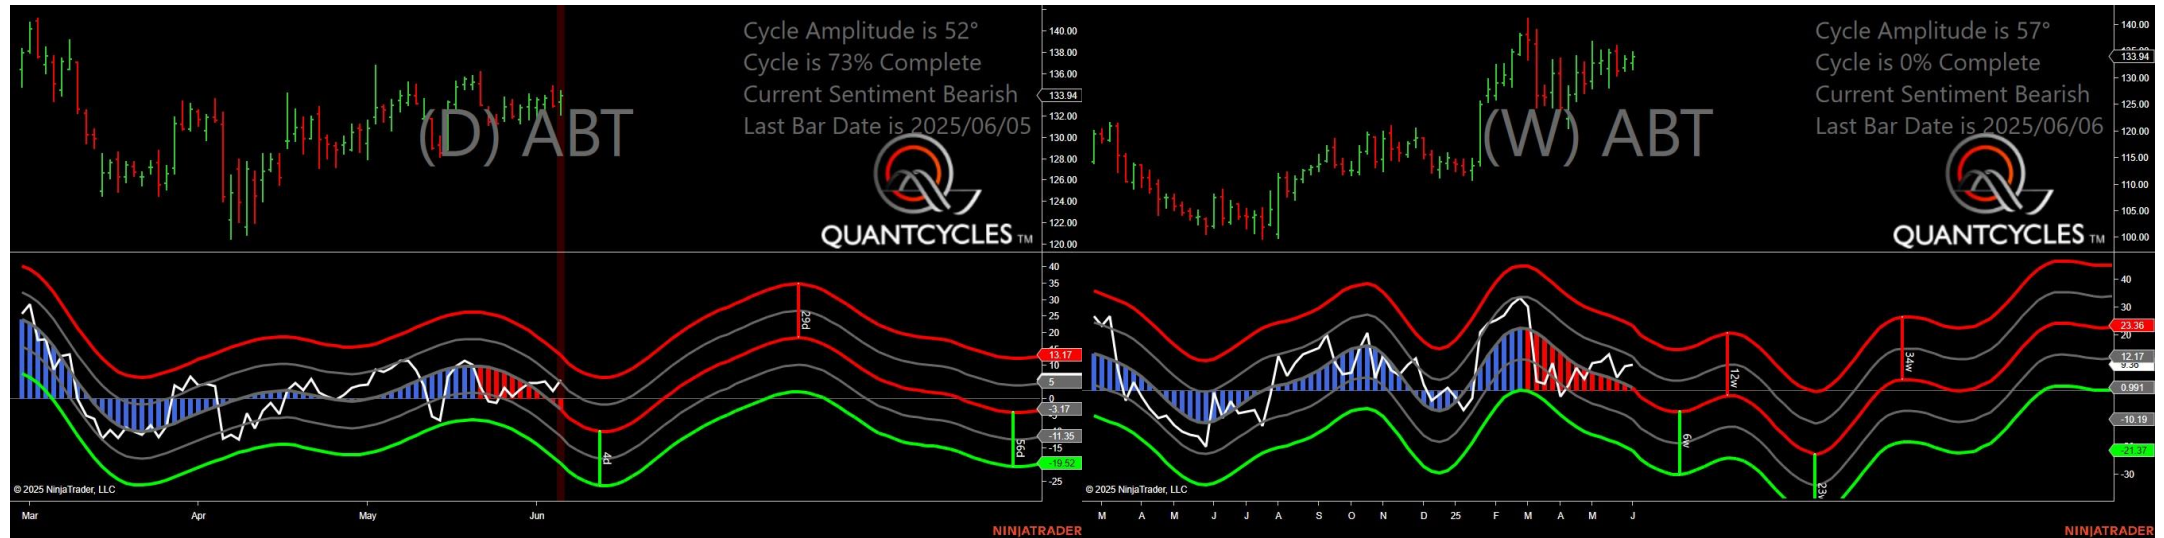 Cycle Amplitude is 52°
Cycle is 73% Complete
Current Sentiment Bearish
Last Bar Date is 2025/06/05
(D) ABT
QUANTCYCLES TM
140.00
138.00
136.00
133.94
132.00
130.00
128.00
126.00
124.00
122.00
120.00
40
35
30
25
20
13.17
10
5
0
-3.17
-11.35
-15
-19.52
-25
29d
4d
56d
© 2025 NinjaTrader, LLC
Mar Apr May Jun
NINJATRADER
Cycle Amplitude is 57°
Cycle is 0% Complete
Current Sentiment Bearish
Last Bar Date is 2025/06/06
(W) ABT
QUANTCYCLES TM
140.00
133.94
130.00
125.00
120.00
115.00
110.00
105.00
100.00
40
30
23.36
20
12.17
9.36
0.991
-10.19
-21.37
-30
12w
34w
6w
23w
© 2025 NinjaTrader, LLC
M A M J J A S O N D 25 F M A M J
NINJATRADER